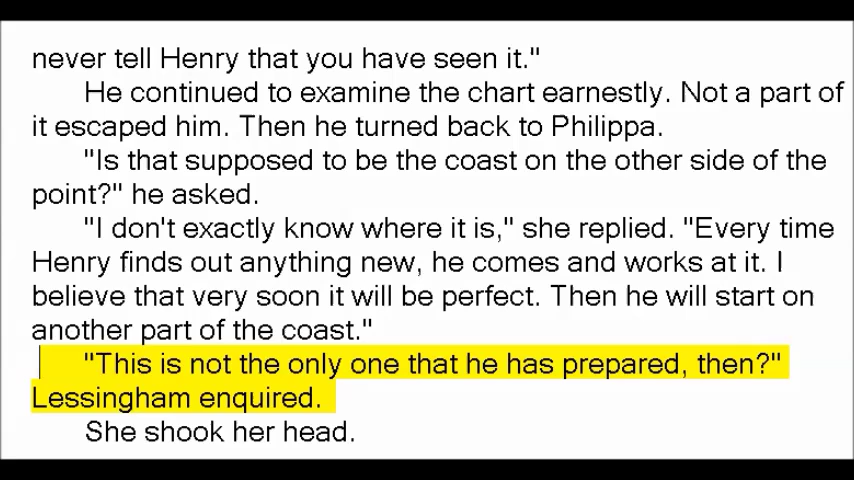 never tell Henry that you have seen it."
He continued to examine the chart earnestly. Not a part of
it escaped him. Then he turned back to Philippa.
"Is that supposed to be the coast on the other side of the
point?" he asked.
"I don't exactly know where it is," she replied. "Every time
Henry finds out anything new, he comes and works at it. I
believe that very soon it will be perfect. Then he will start on
another part of the coast."
"This is not the only one that he has prepared, then?"
Lessingham enquired.
She shook her head.